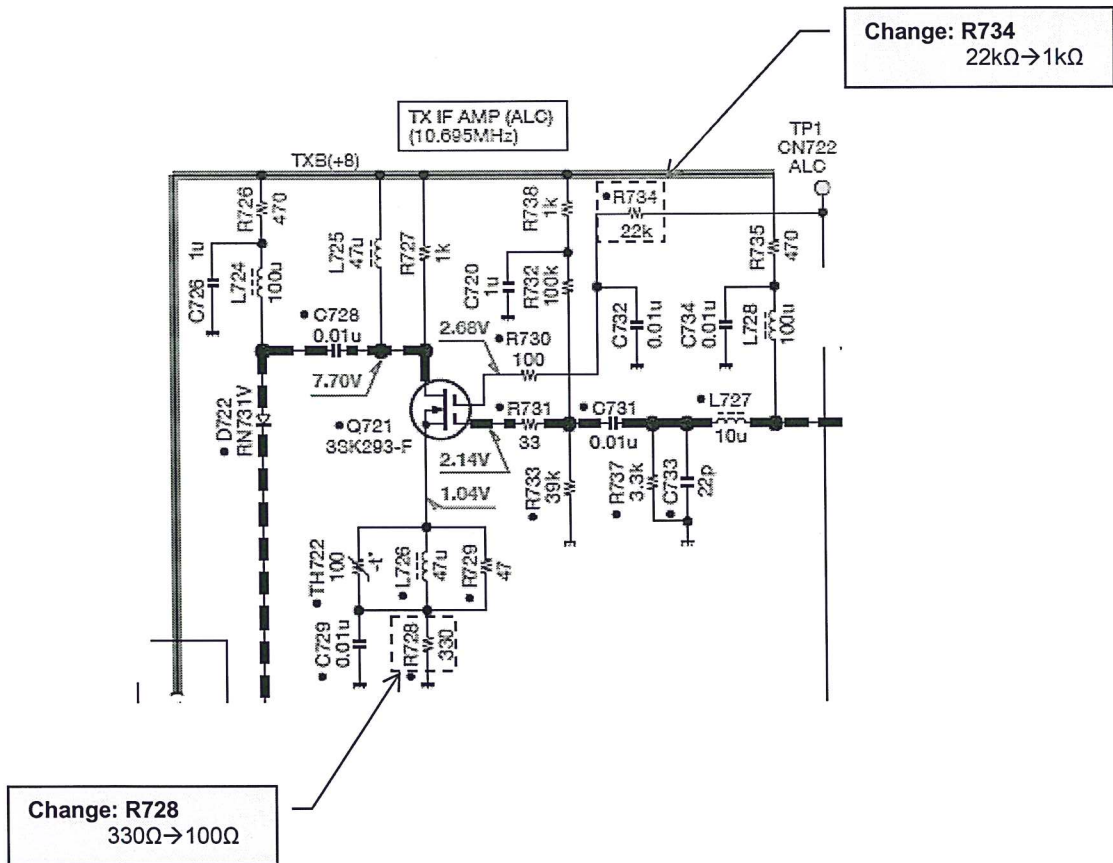 Change: R734
22kΩ→1kΩ
TX IF AMP (ALC)
(10.695MHz)
TP1
CN722
ALC
TXB(+8)
R726
470
1u
C726
L724
100u
L725
47u
R727
1k
R738
1k
C720
1u
R732
100k
R734
22k
R735
470
C732
0.01u
C734
0.01u
L728
100u
C728
0.01u
7.70V
2.68V
R730
100
D722
RN731V
Q721
3SK293-F
R731
33
C731
0.01u
L727
10u
2.14V
1.04V
R733
39k
R737
3.3k
C733
22p
TH722
100
-t°
L726
47u
R729
47
C729
0.01u
R728
330
Change: R728
330Ω→100Ω